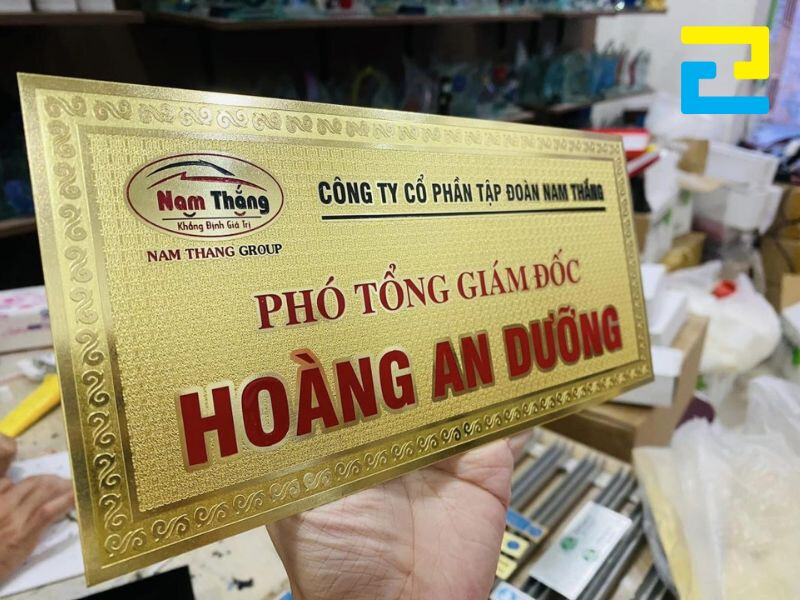 Nam Thắng
Khẳng Định Giá Trị
NAM THANG GROUP
CÔNG TY CỔ PHẦN TẬP ĐOÀN NAM THẮNG
PHÓ TỔNG GIÁM ĐỐC
HOÀNG AN DƯỠNG